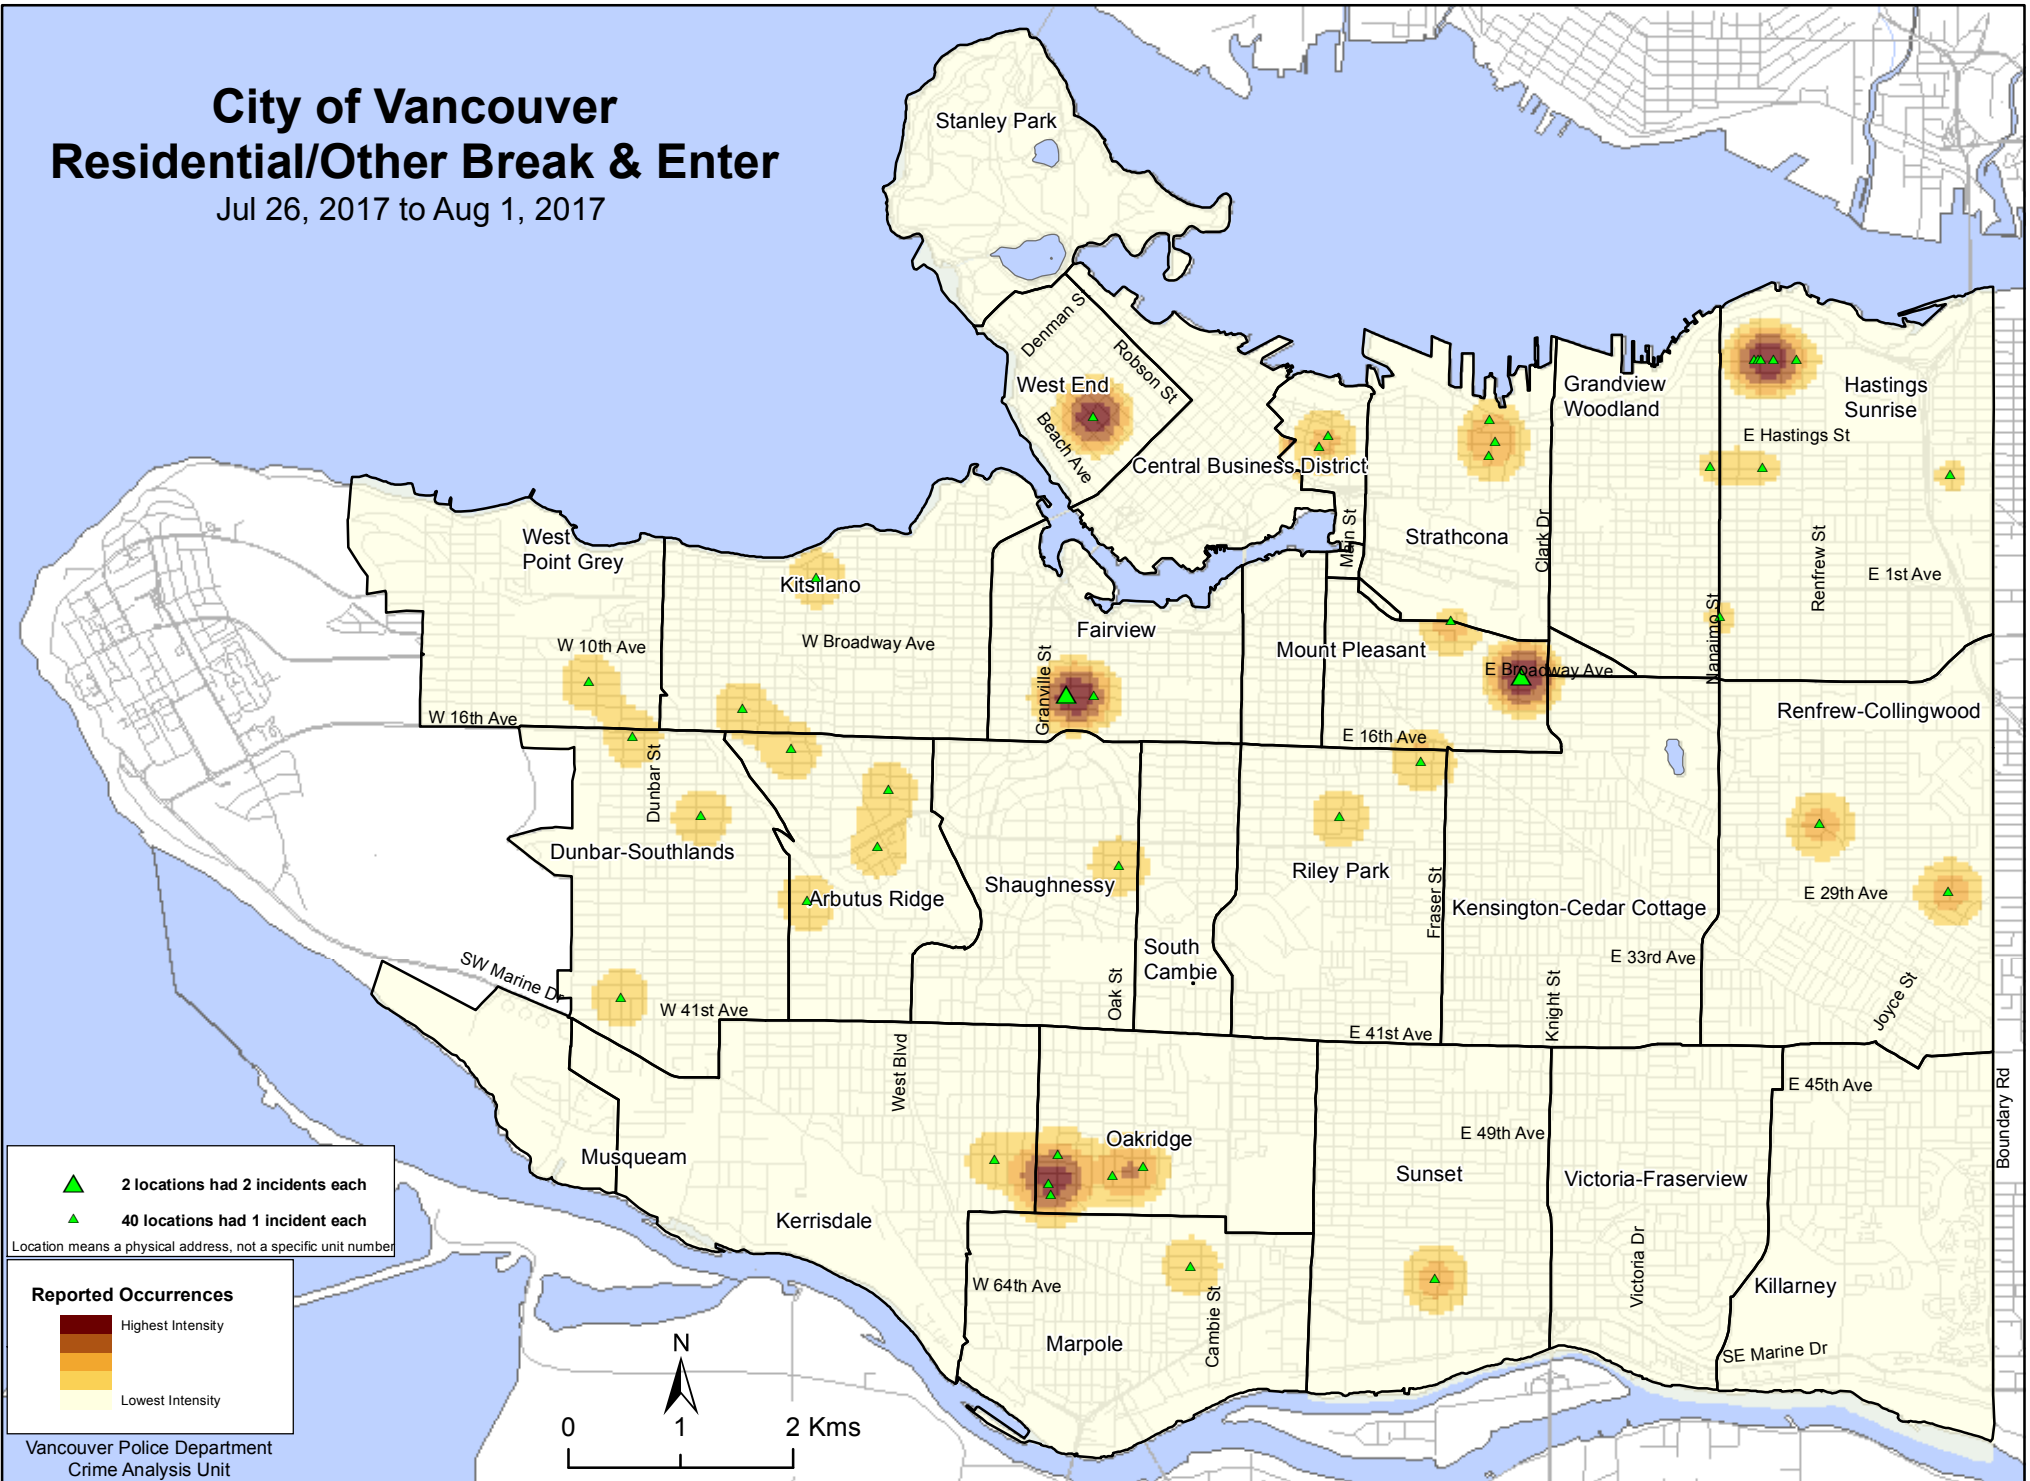 City of Vancouver
Residential/Other Break & Enter
Jul 26, 2017 to Aug 1, 2017
Stanley Park
Denman St
Robson St
West End
Beach Ave
Central Business District
Grandview
Woodland
Hastings
Sunrise
E Hastings St
West
Point Grey
Kitsilano
Main St
Strathcona
Clark Dr
Renfrew St
E 1st Ave
Nanaimo St
W 10th Ave
W Broadway Ave
Fairview
Granville St
Mount Pleasant
E Broadway Ave
W 16th Ave
E 16th Ave
Renfrew-Collingwood
Dunbar St
Dunbar-Southlands
Arbutus Ridge
Shaughnessy
Riley Park
Fraser St
Kensington-Cedar Cottage
E 29th Ave
South
Cambie
E 33rd Ave
SW Marine Dr
W 41st Ave
Oak St
E 41st Ave
Knight St
Joyce St
West Blvd
E 45th Ave
Boundary Rd
Musqueam
Oakridge
E 49th Ave
Sunset
Victoria-Fraserview
Kerrisdale
W 64th Ave
Cambie St
Victoria Dr
Killarney
Marpole
SE Marine Dr
2 locations had 2 incidents each
40 locations had 1 incident each
Location means a physical address, not a specific unit number
Reported Occurrences
Highest Intensity
Lowest Intensity
Vancouver Police Department
Crime Analysis Unit
N
0 1 2 Kms